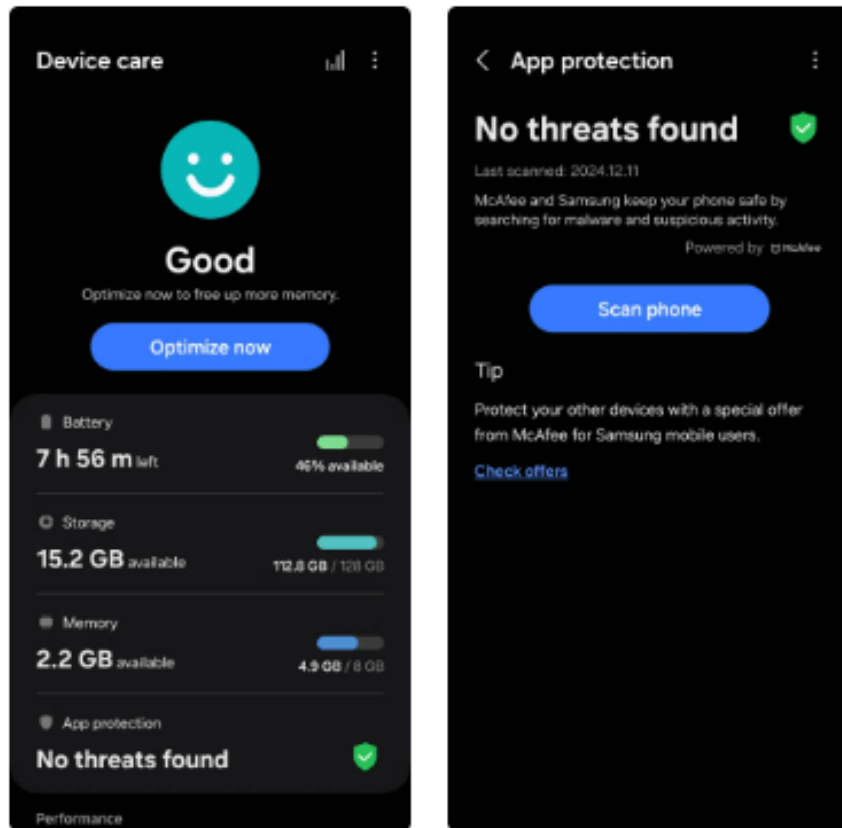 Device care
Good
Optimize now to free up more memory.
Optimize now
Battery
7 h 56 m left
46% available
Storage
15.2 GB available
112.8 GB / 128 GB
Memory
2.2 GB available
4.9 GB / 8 GB
App protection
No threats found
Performance
App protection
No threats found
Last scanned: 2024.12.11
McAfee and Samsung keep your phone safe by
searching for malware and suspicious activity.
Powered by McAfee
Scan phone
Tip
Protect your other devices with a special offer
from McAfee for Samsung mobile users.
Check offers